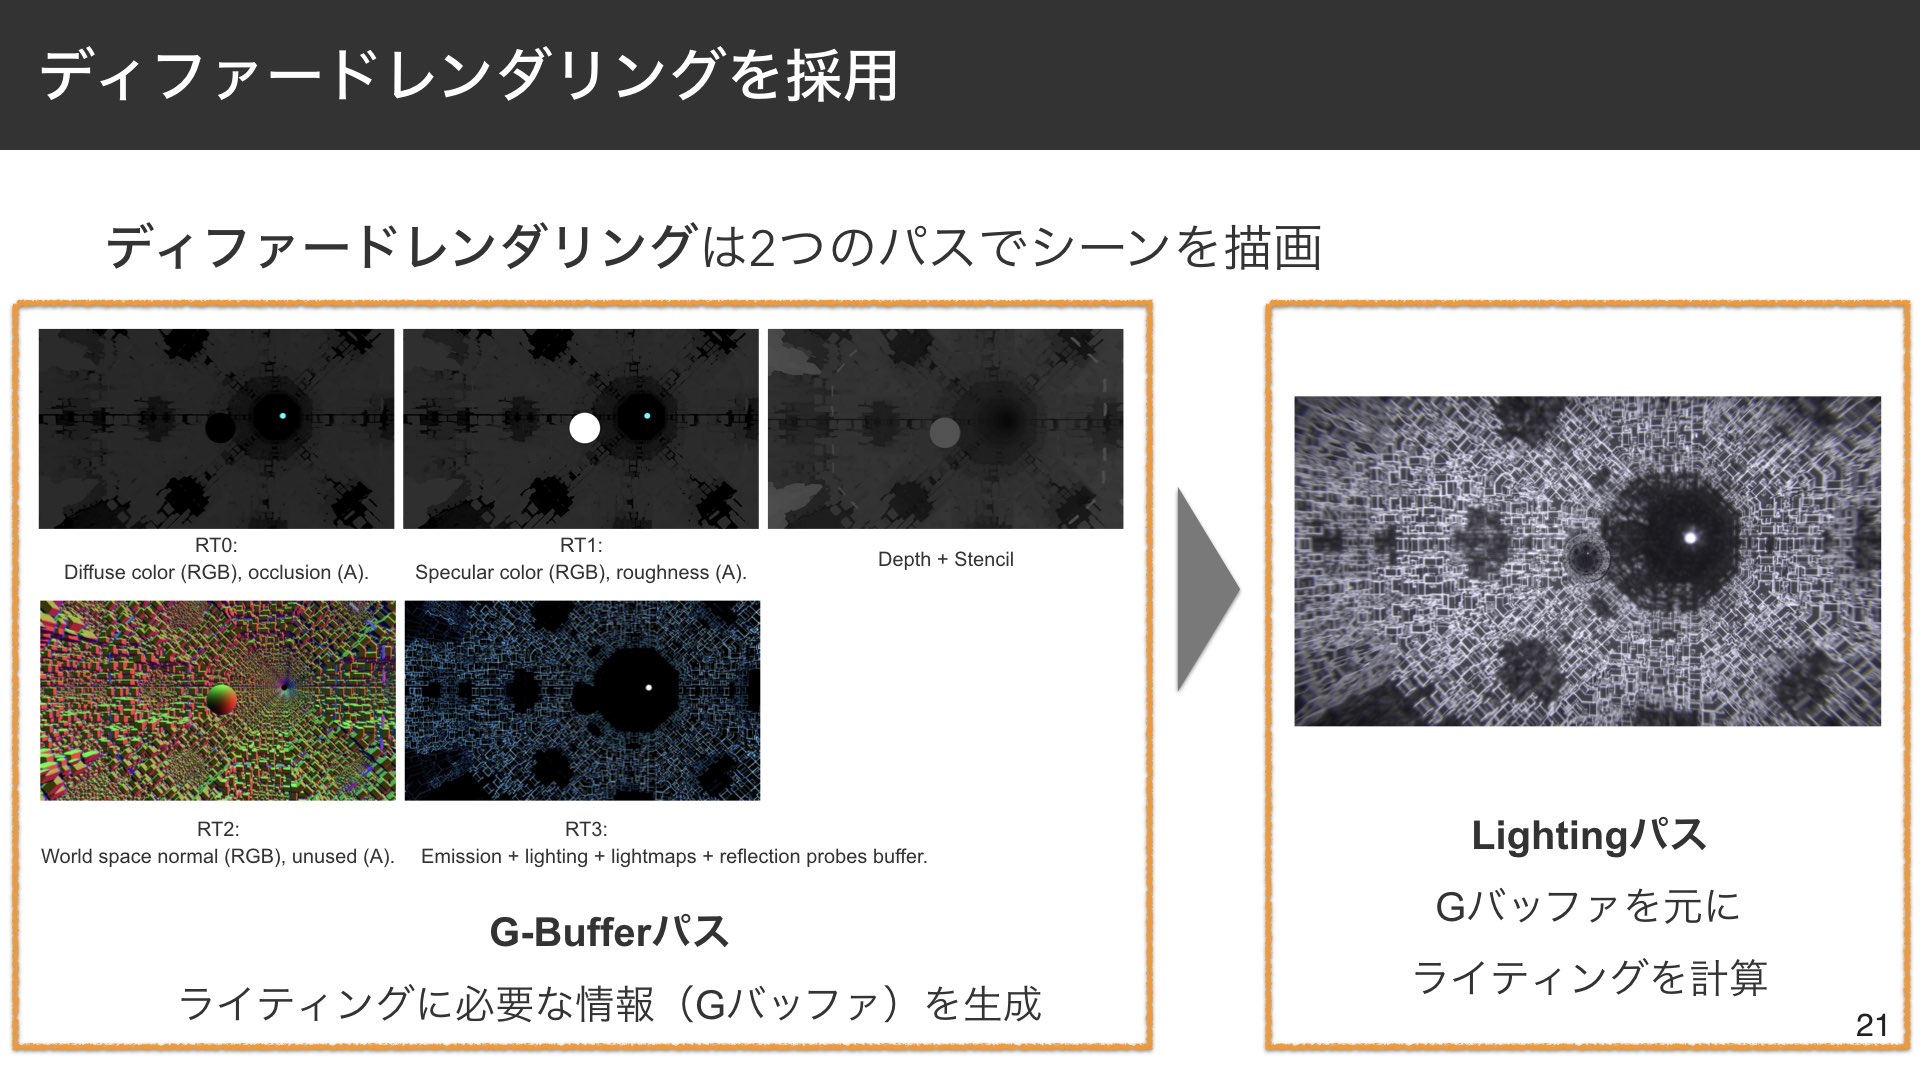 ディファードレンダリングを採用
ディファードレンダリングは2つのパスでシーンを描画
RT0:
Diffuse color (RGB), occlusion (A).
RT1:
Specular color (RGB), roughness (A).
Depth + Stencil
RT2:
World space normal (RGB), unused (A).
RT3:
Emission + lighting + lightmaps + reflection probes buffer.
G-Bufferパス
ライティングに必要な情報（Gバッファ）を生成
Lightingパス
Gバッファを元に
ライティングを計算
21